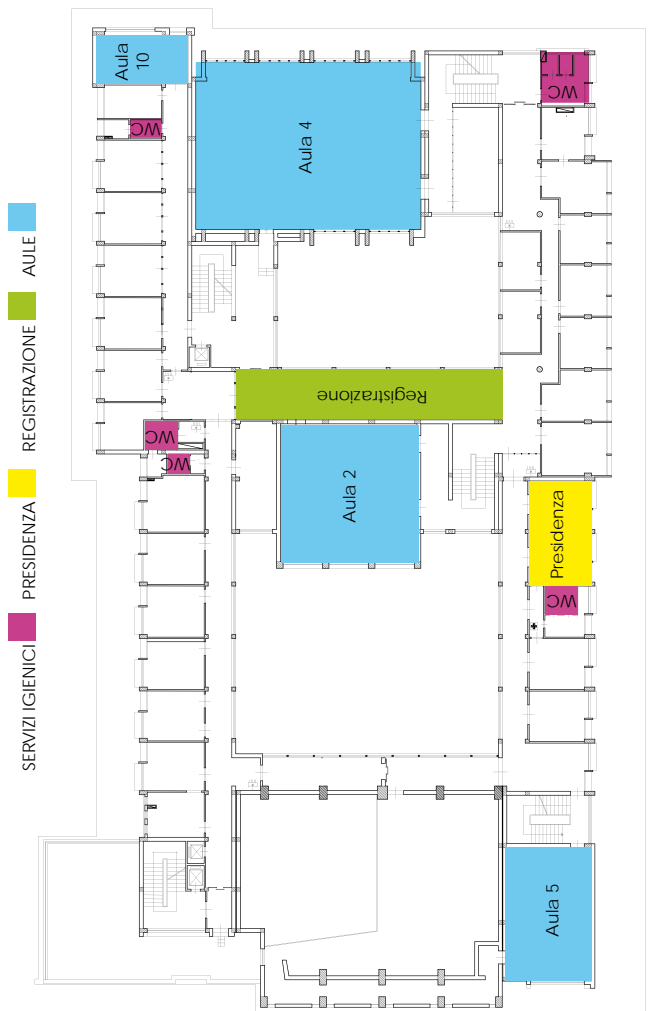 Aula
10
Aula 4
WC
WC
Registrazione
WC
WC
Aula 2
Presidenza
WC
Aula 5
SERVIZI IGIENICI
PRESIDENZA
REGISTRAZIONE
AULE